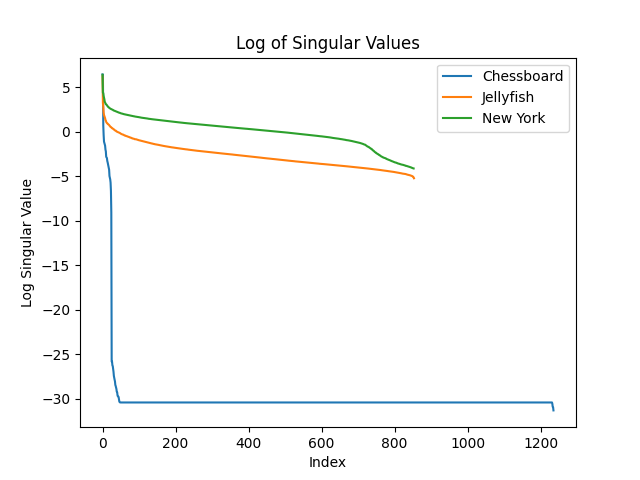 Log of Singular Values
Chessboard
Jellyfish
New York
5
0
−5
−10
−15
−20
−25
−30
Log Singular Value
0 200 400 600 800 1000 1200
Index